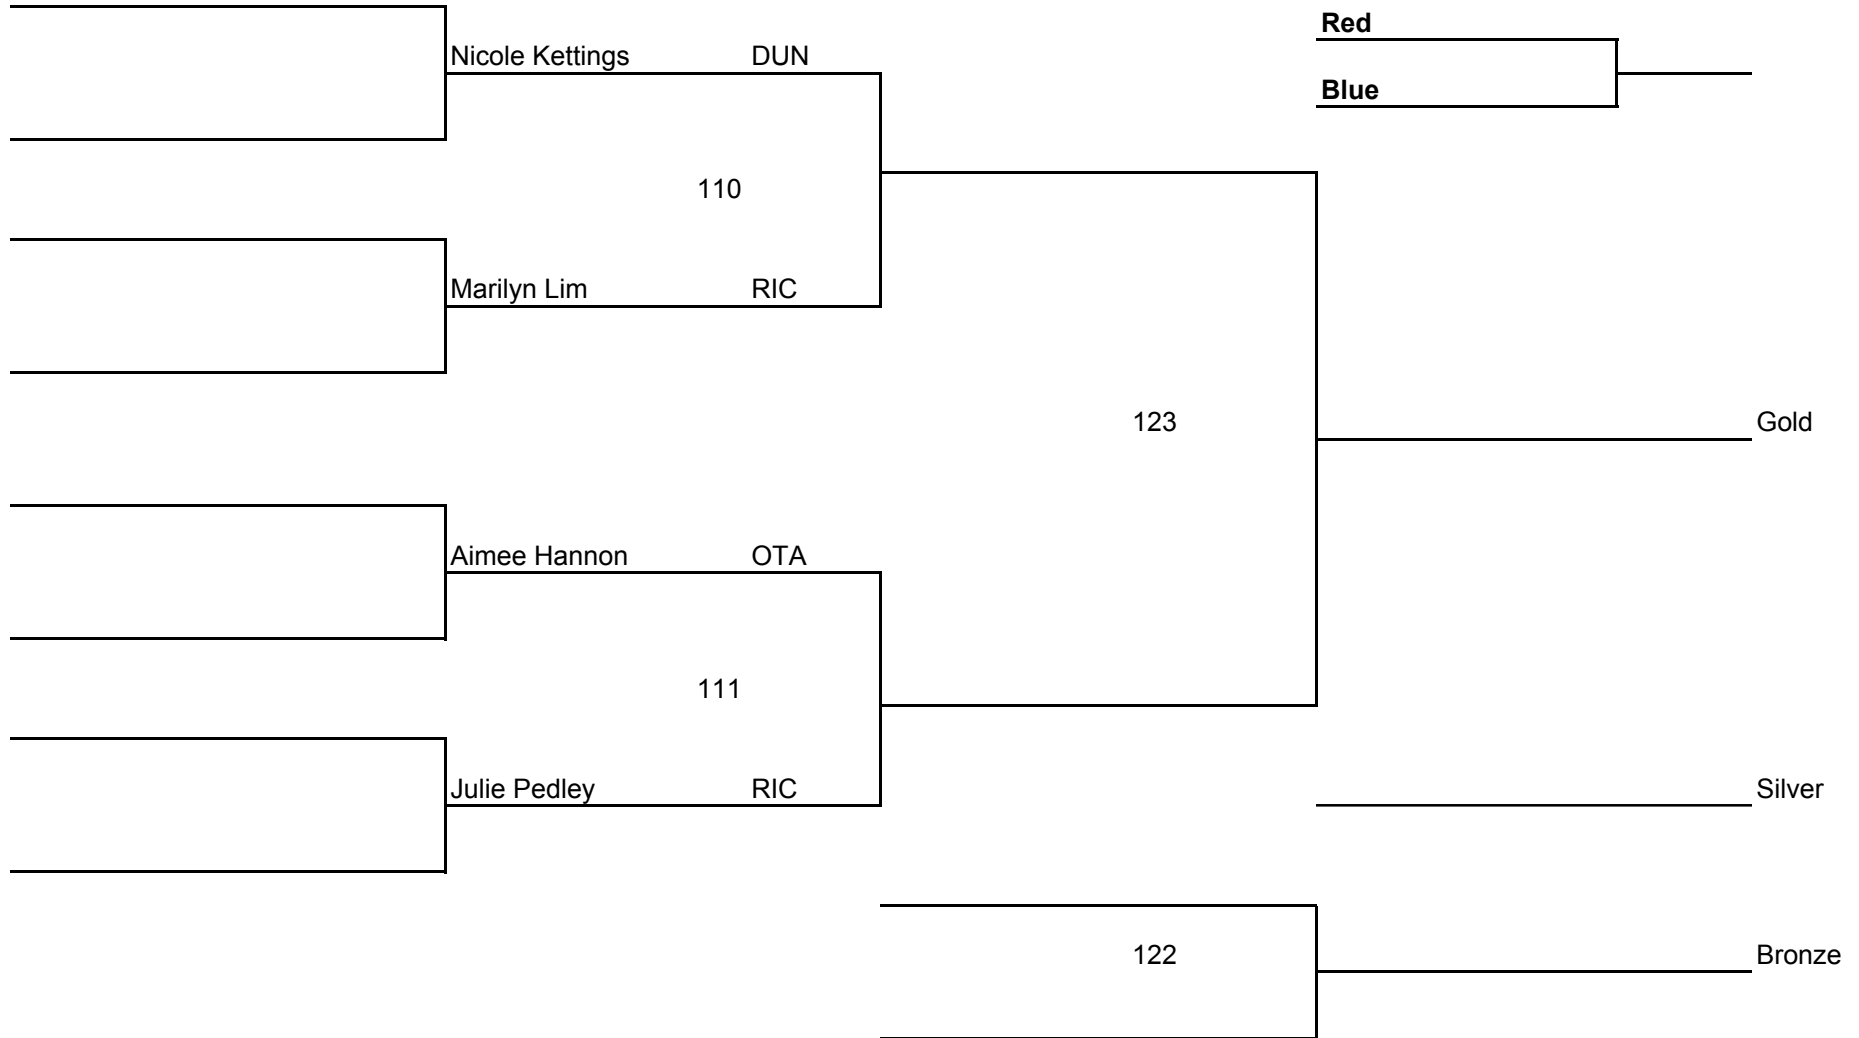 Red
Nicole Kettings DUN
Blue
110
Marilyn Lim RIC
123 Gold
Aimee Hannon OTA
111
Julie Pedley RIC Silver
122 Bronze